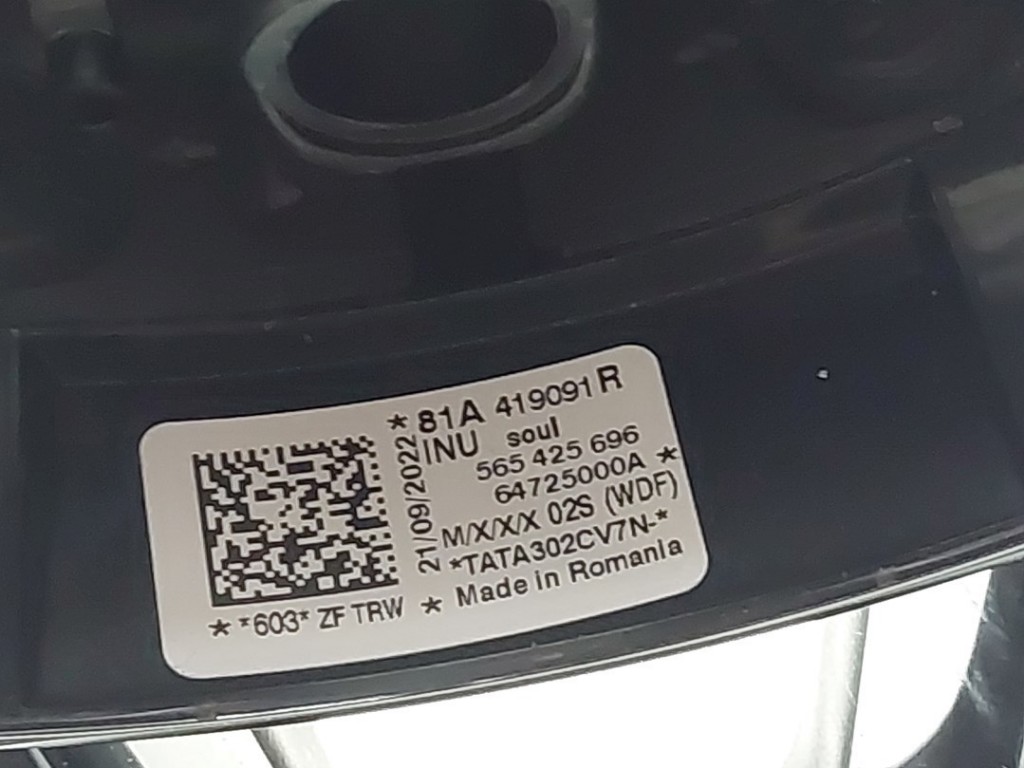 *81A 419091R
INU soul
565 425 696
64725000A *
M/X/X/X 02S (WDF)
*TATA302CV7N-*
* Made in Romania
21/09/2022
* *603* ZF TRW